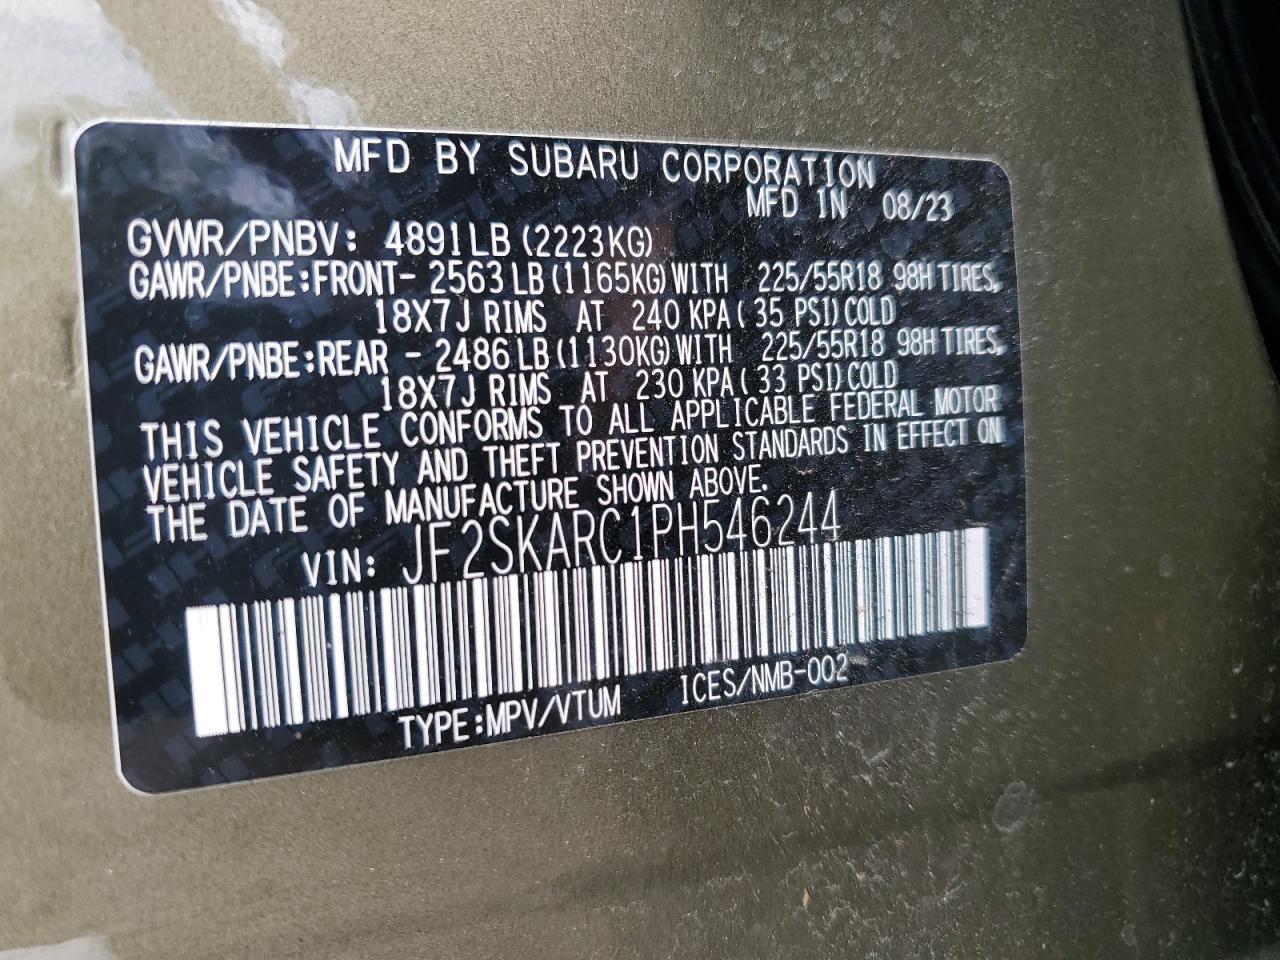 MFD BY SUBARU CORPORATION
MFD IN 08/23
GVWR/PNBV: 4891LB (2223KG)
GAWR/PNBE:FRONT- 2563 LB (1165KG) WITH 225/55R18 98H TIRES,
18X7J RIMS AT 240 KPA ( 35 PSI) COLD
GAWR/PNBE:REAR - 2486 LB (1130KG) WITH 225/55R18 98H TIRES,
18X7J RIMS AT 230 KPA ( 33 PSI) COLD
THIS VEHICLE CONFORMS TO ALL APPLICABLE FEDERAL MOTOR
VEHICLE SAFETY AND THEFT PREVENTION STANDARDS IN EFFECT ON
THE DATE OF MANUFACTURE SHOWN ABOVE.
VIN: JF2SKARC1PH546244
TYPE:MPV/VTUM ICES/NMB-002